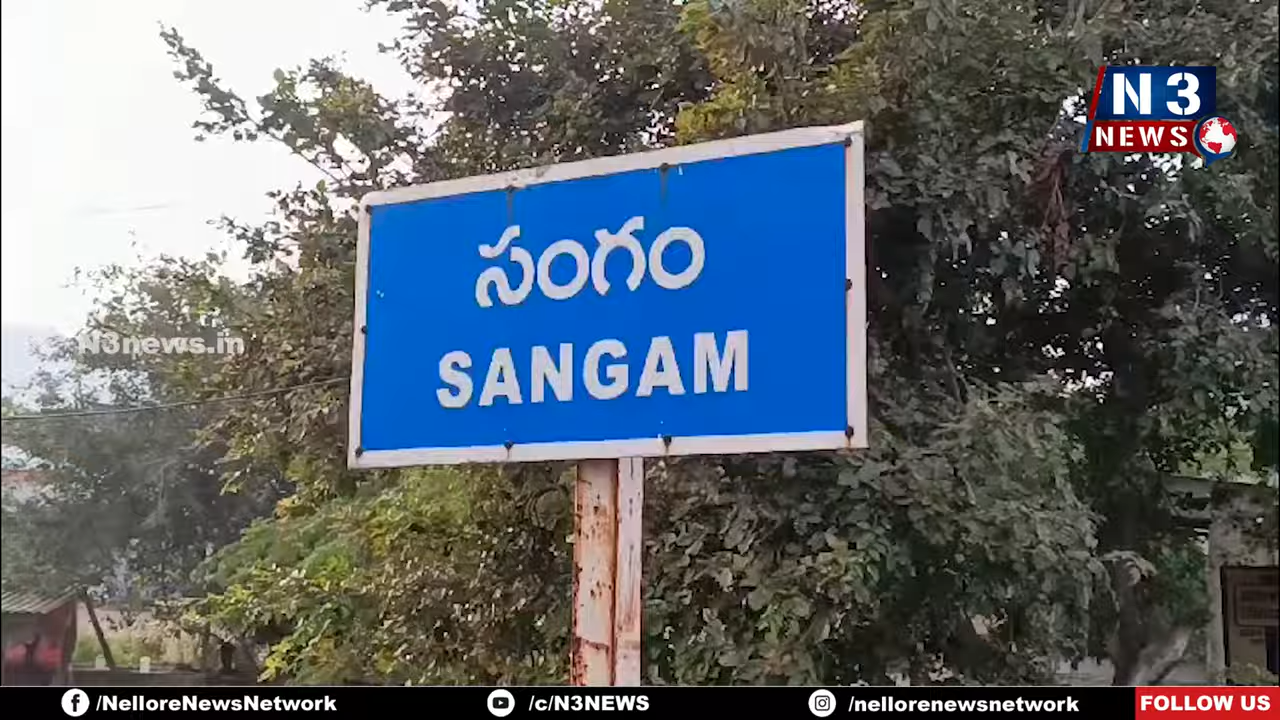 N3
NEWS
సంగం
SANGAM
N3news.in
/NelloreNewsNetwork
/c/N3NEWS
/nellorenewsnetwork
FOLLOW US